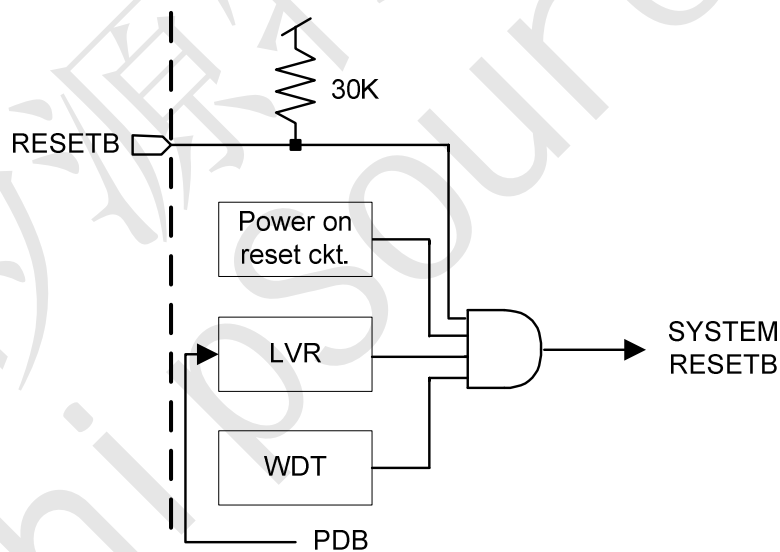 30K
RESETB
Power on
reset ckt.
LVR
WDT
PDB
SYSTEM
RESETB